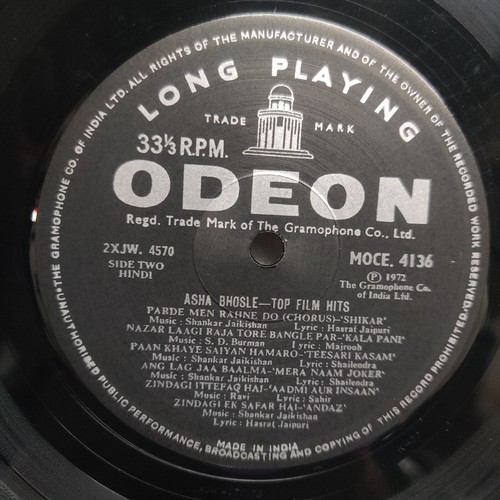 THE GRAMOPHONE CO. OF INDIA LTD. ALL RIGHTS OF THE MANUFACTURER AND OF THE OWNER OF THE RECORDED WORK RESERVED. UNAUTHORISED PUBLIC PERFORMANCE, BROADCASTING AND COPYING OF THIS RECORD PROHIBITED
LONG PLAYING
TRADE MARK
33⅓ R.P.M.
ODEON
Regd. Trade Mark of The Gramophone Co., Ltd.
2XJW. 4570 MOCE. 4136
SIDE TWO Ⓟ 1972
HINDI The Gramophone Co.
of India Ltd.
ASHA BHOSLE—TOP FILM HITS
PARDE MEN RAHNE DO (CHORUS)-'SHIKAR'
Music : Shankar Jaikishan Lyric : Hasrat Jaipuri
NAZAR LAAGI RAJA TORE BANGLE PAR-'KALA PANI'
Music : S. D. Burman Lyric : Majrooh
PAAN KHAYE SAIYAN HAMARO-'TEESARI KASAM'
Music : Shankar Jaikishan Lyric : Shailendra
ANG LAG JAA BAALMA-'MERA NAAM JOKER'
Music : Shankar Jaikishan Lyric : Shailendra
ZINDAGI ITTEFAQ HAI-'AADMI AUR INSAAN'
Music : Ravi Lyric : Sahir
ZINDAGI EK SAFAR HAI-'ANDAZ'
Music : Shankar Jaikishan
Lyric : Hasrat Jaipuri
MADE IN INDIA